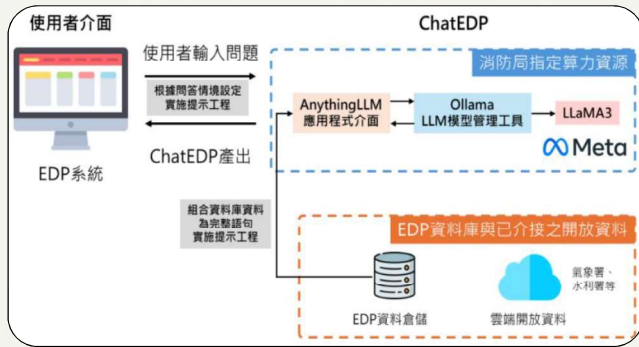 使用者介面
ChatEDP
使用者輸入問題
根據問答情境設定
實施提示工程
ChatEDP產出
EDP系統
消防局指定算力資源
AnythingLLM
應用程式介面
Ollama
LLM模型管理工具
LLaMA3
Meta
組合資料庫資料
為完整語句
實施提示工程
EDP資料庫與已介接之開放資料
氣象署、
水利署等
EDP資料倉儲
雲端開放資料